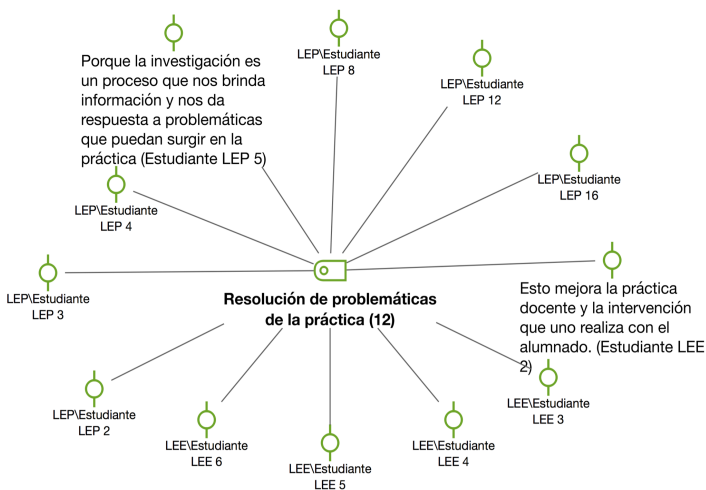 Porque la investigación es
un proceso que nos brinda
información y nos da
respuesta a problemáticas
que puedan surgir en la
práctica (Estudiante LEP 5)
LEP\Estudiante
LEP 8
LEP\Estudiante
LEP 12
LEP\Estudiante
LEP 16
LEP\Estudiante
LEP 4
LEP\Estudiante
LEP 3
Resolución de problemáticas
de la práctica (12)
Esto mejora la práctica
docente y la intervención
que uno realiza con el
alumnado. (Estudiante LEE
2)
LEE\Estudiante
LEE 3
LEP\Estudiante
LEP 2
LEE\Estudiante
LEE 6
LEE\Estudiante
LEE 5
LEE\Estudiante
LEE 4